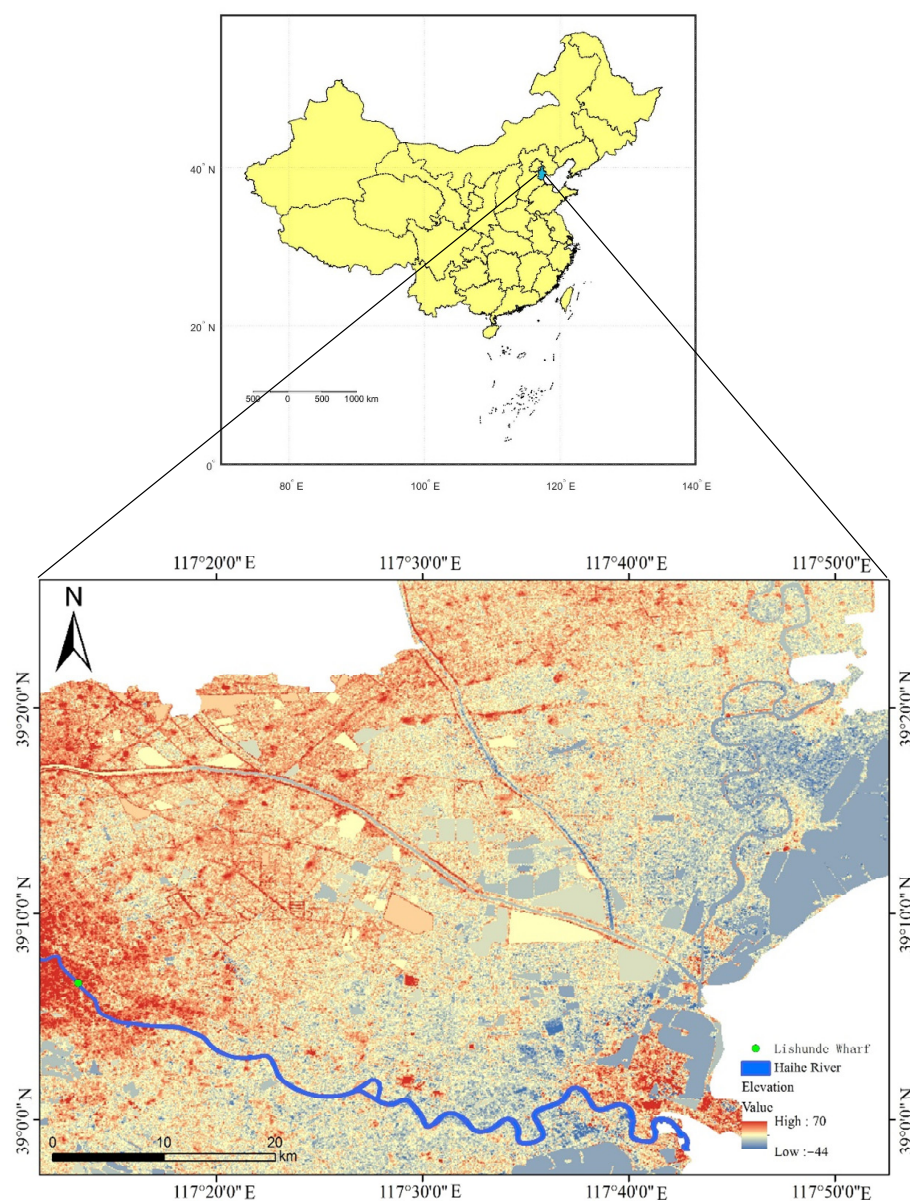 40° N
20° N
0°
500 0 500 1000 km
80° E 100° E 120° E 140° E
117°20'0" E 117°30'0" E 117°40'0" E 117°50'0" E
N
39°20'0" N 39°20'0" N
39°10'0" N 39°10'0" N
39°0'0" N 39°0'0" N
Lishunde Wharf
Haihe River
Elevation
Value
High : 70
Low :-44
0 10 20
km
117°20'0" E 117°30'0" E 117°40'0" E 117°50'0" E